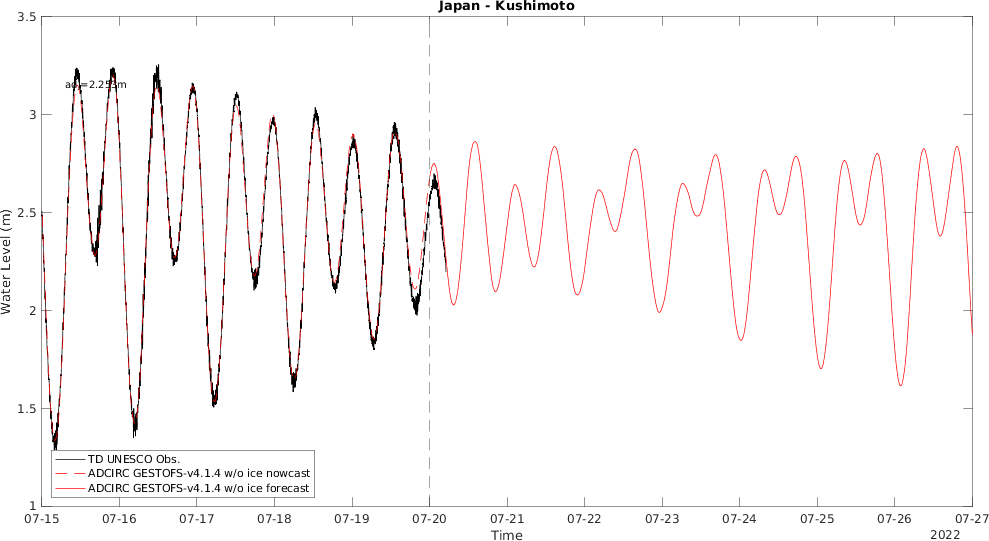 Japan - Kushimoto
3.5
3
2.5
2
1.5
1
Water Level (m)
TD UNESCO Obs.
ADCIRC GESTOFS-v4.1.4 w/o ice nowcast
ADCIRC GESTOFS-v4.1.4 w/o ice forecast
07-15 07-16 07-17 07-18 07-19 07-20 07-21 07-22 07-23 07-24 07-25 07-26 07-27
Time
2022